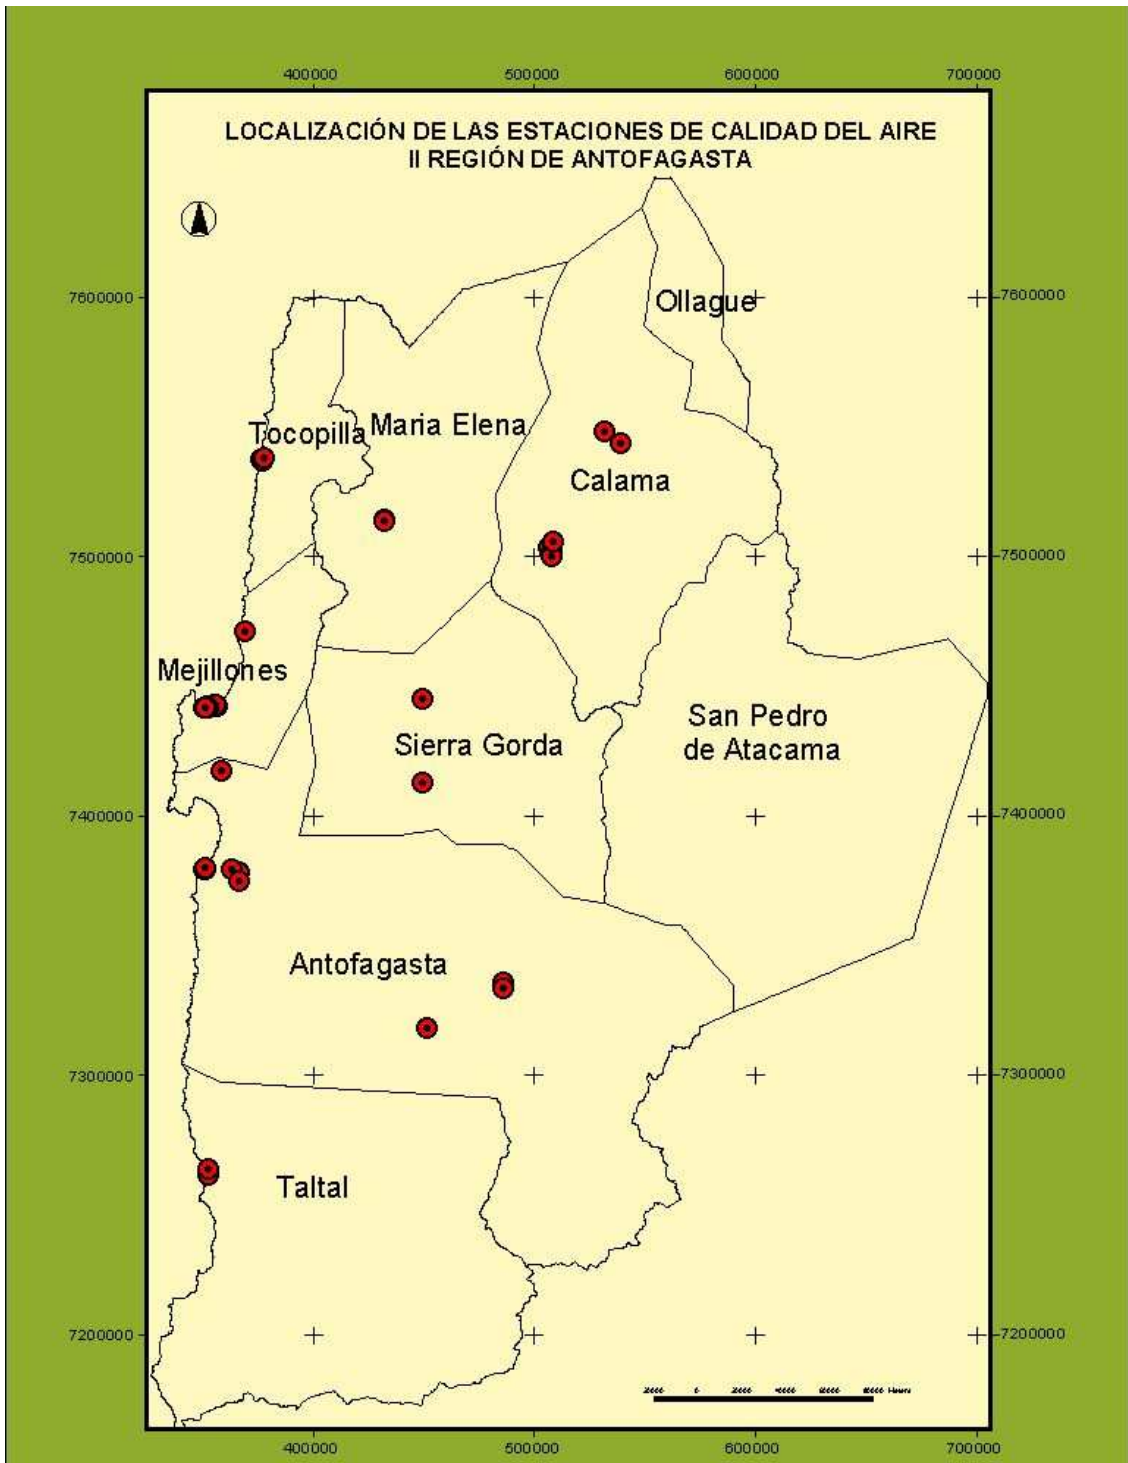 400000 500000 600000 700000
LOCALIZACIÓN DE LAS ESTACIONES DE CALIDAD DEL AIRE
II REGIÓN DE ANTOFAGASTA
7600000 7600000
Ollague
Tocopilla Maria Elena
Calama
7500000 7500000
Mejillones
San Pedro
de Atacama
Sierra Gorda
7400000 7400000
Antofagasta
7300000 7300000
Taltal
7200000 7200000
0
400000 500000 600000 700000